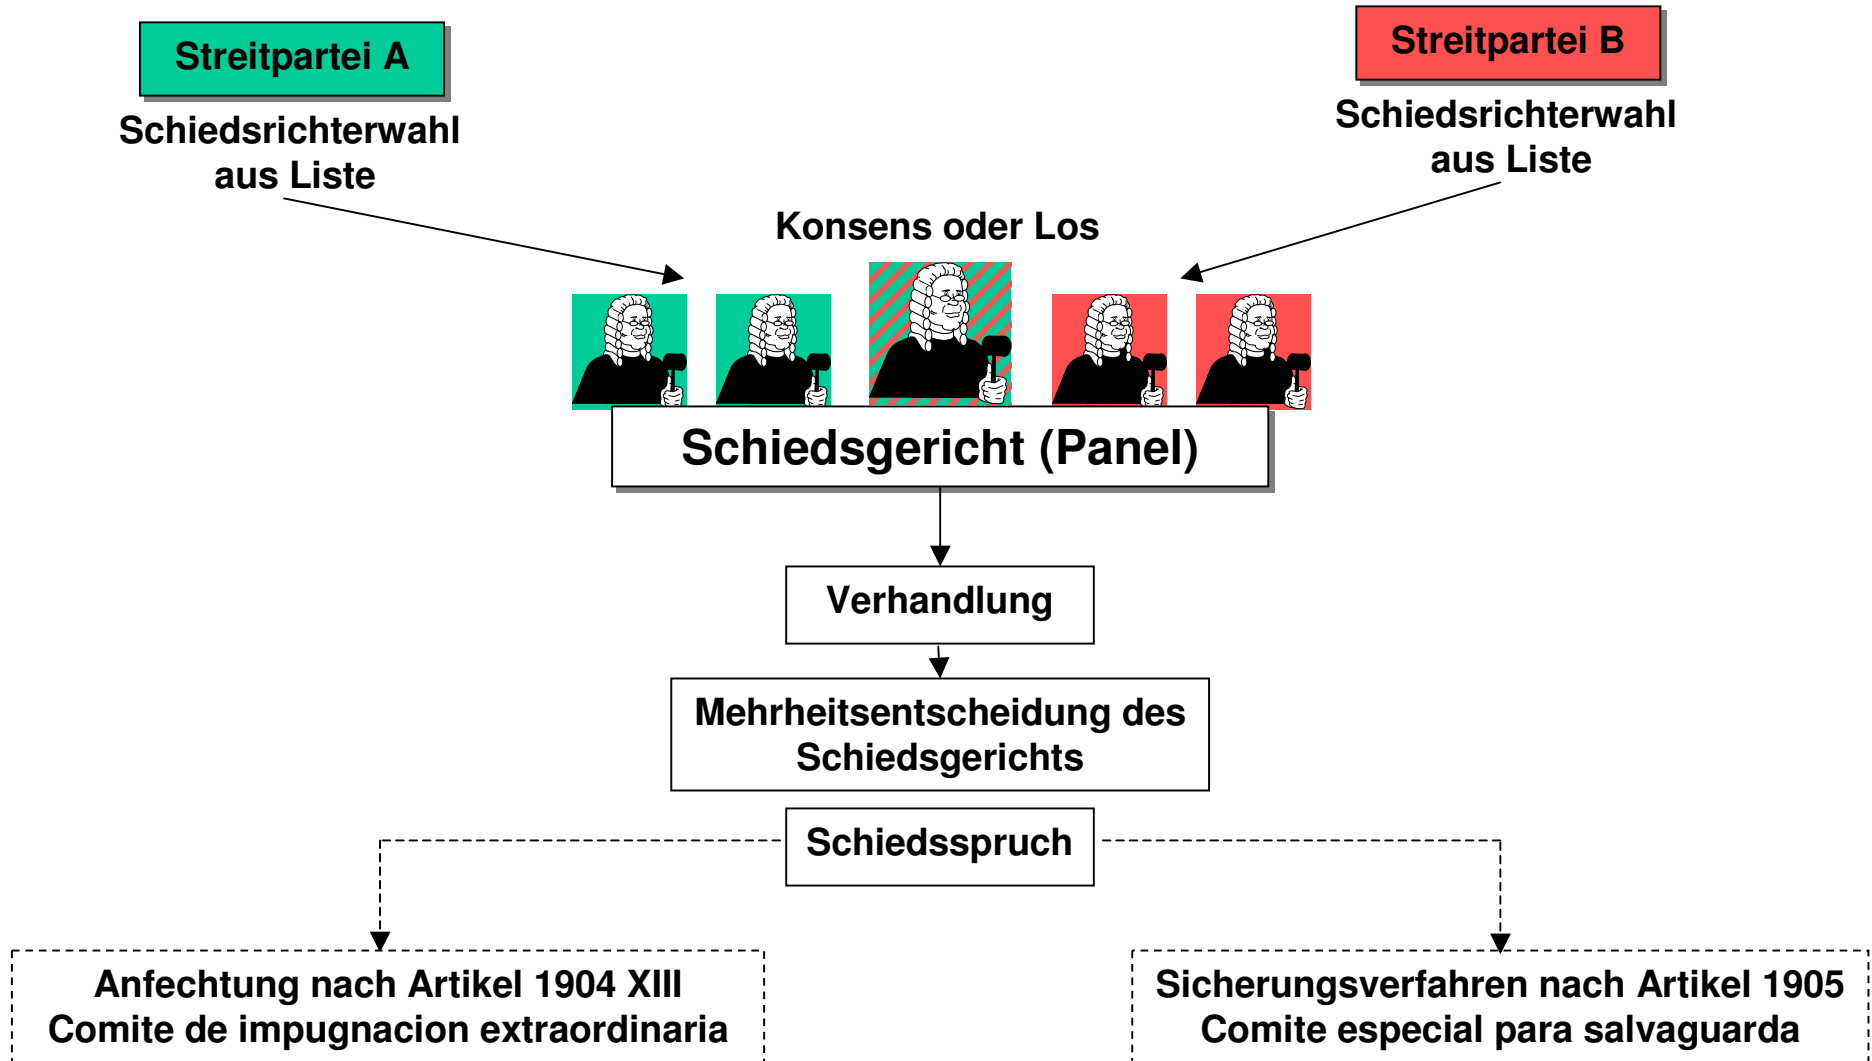 Streitpartei A
Streitpartei B
Schiedsrichterwahl
aus Liste
Schiedsrichterwahl
aus Liste
Konsens oder Los
Schiedsgericht (Panel)
Verhandlung
Mehrheitsentscheidung des
Schiedsgerichts
Schiedsspruch
Anfechtung nach Artikel 1904 XIII
Comite de impugnacion extraordinaria
Sicherungsverfahren nach Artikel 1905
Comite especial para salvaguarda